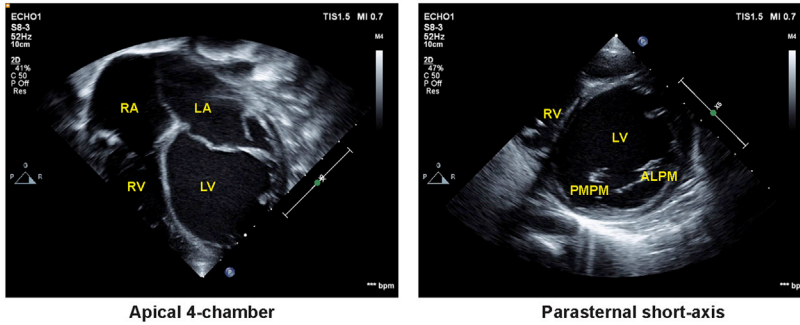 ECHO1
S8-3
52Hz
10cm
2D
41%
C 50
P Off
Res
TIS1.5 MI 0.7
M4
RA
LA
RV
LV
P
R
*** bpm
Apical 4-chamber
ECHO1
S8-3
52Hz
10cm
2D
47%
C 50
P Off
Res
TIS1.5 MI 0.7
M4
RV
LV
PMPM
ALPM
P
R
*** bpm
Parasternal short-axis